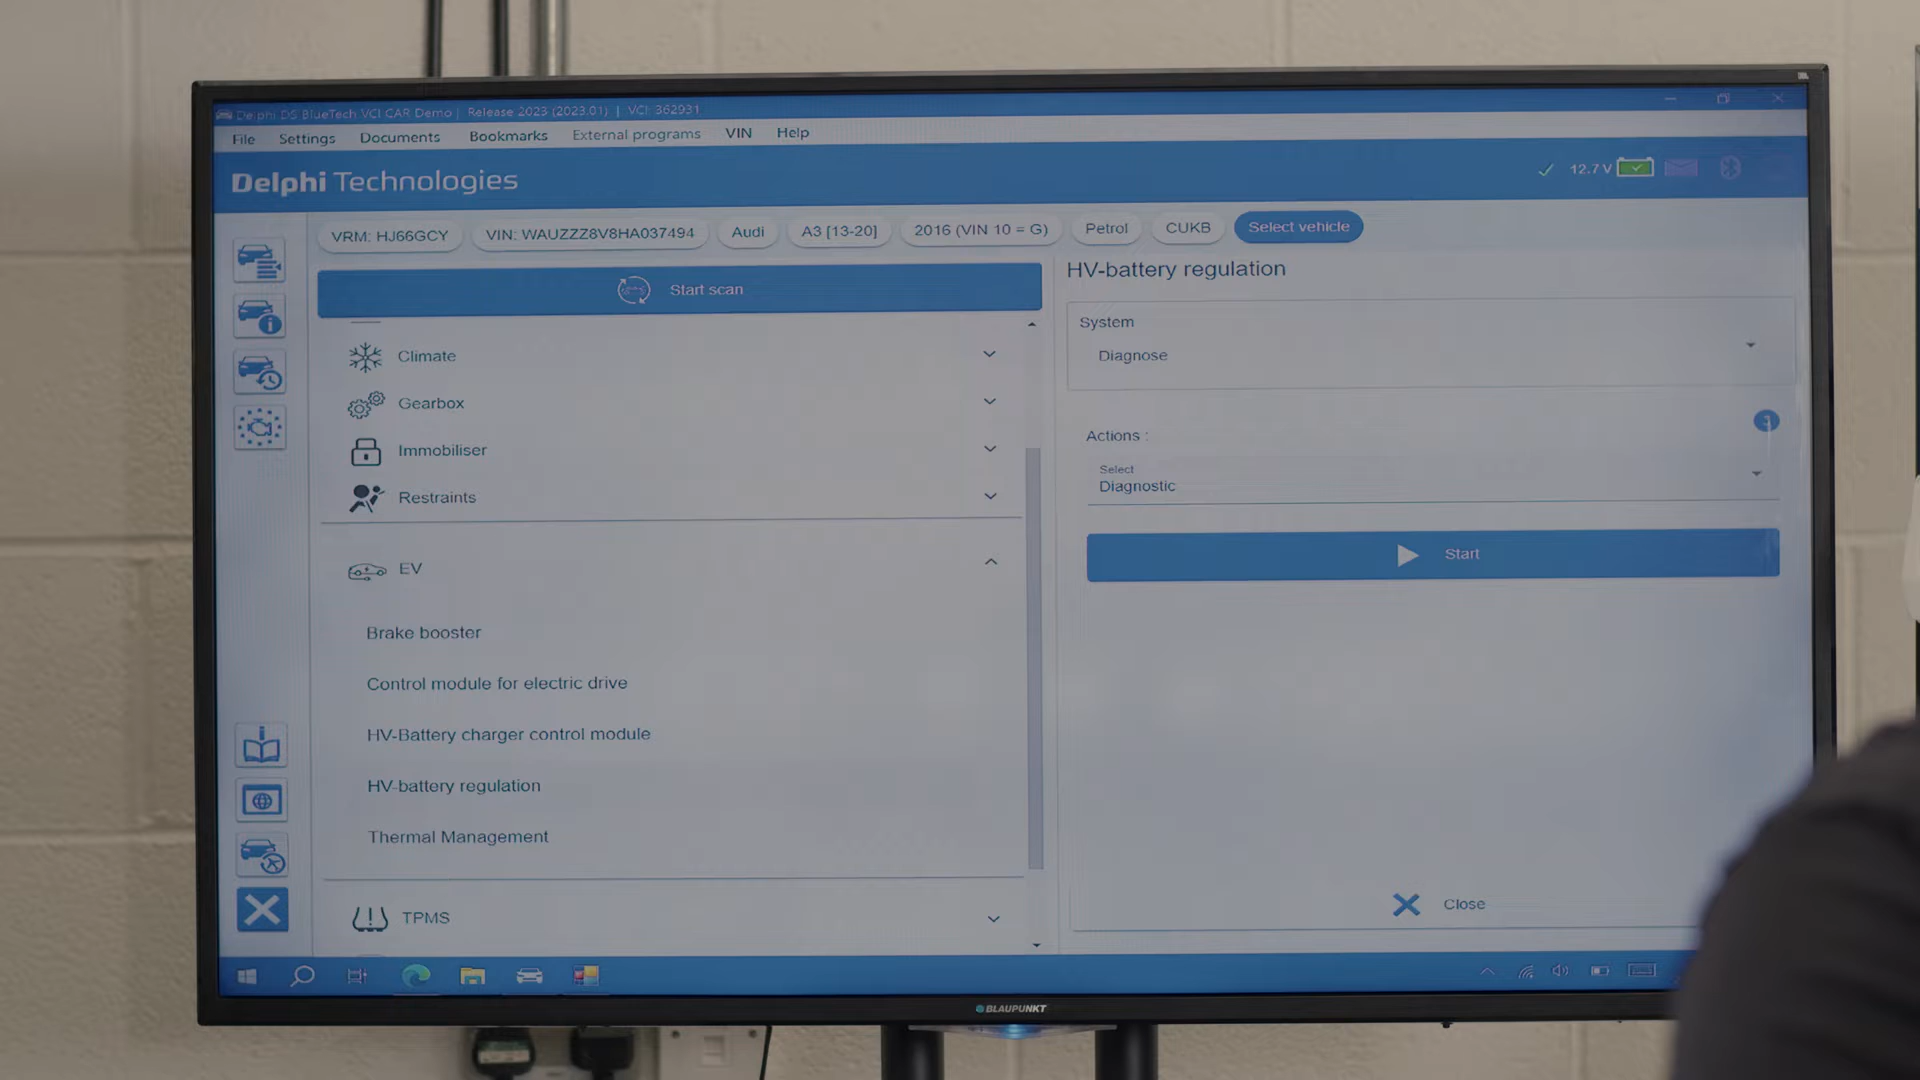 Delphi DS BlueTech VCI CAR Demo | Release 2023 (2023.01) | VCI: 362931
File Settings Documents Bookmarks External programs VIN Help
Delphi Technologies
12.7 V
VRM: HJ66GCY VIN: WAUZZZ8V8HA037494 Audi A3 [13-20] 2016 (VIN 10 = G) Petrol CUKB Select vehicle
Start scan
Climate
Gearbox
Immobiliser
Restraints
EV
Brake booster
Control module for electric drive
HV-Battery charger control module
HV-battery regulation
Thermal Management
TPMS
HV-battery regulation
System
Diagnose
3
Actions :
Select
Diagnostic
Start
Close
BLAUPUNKT